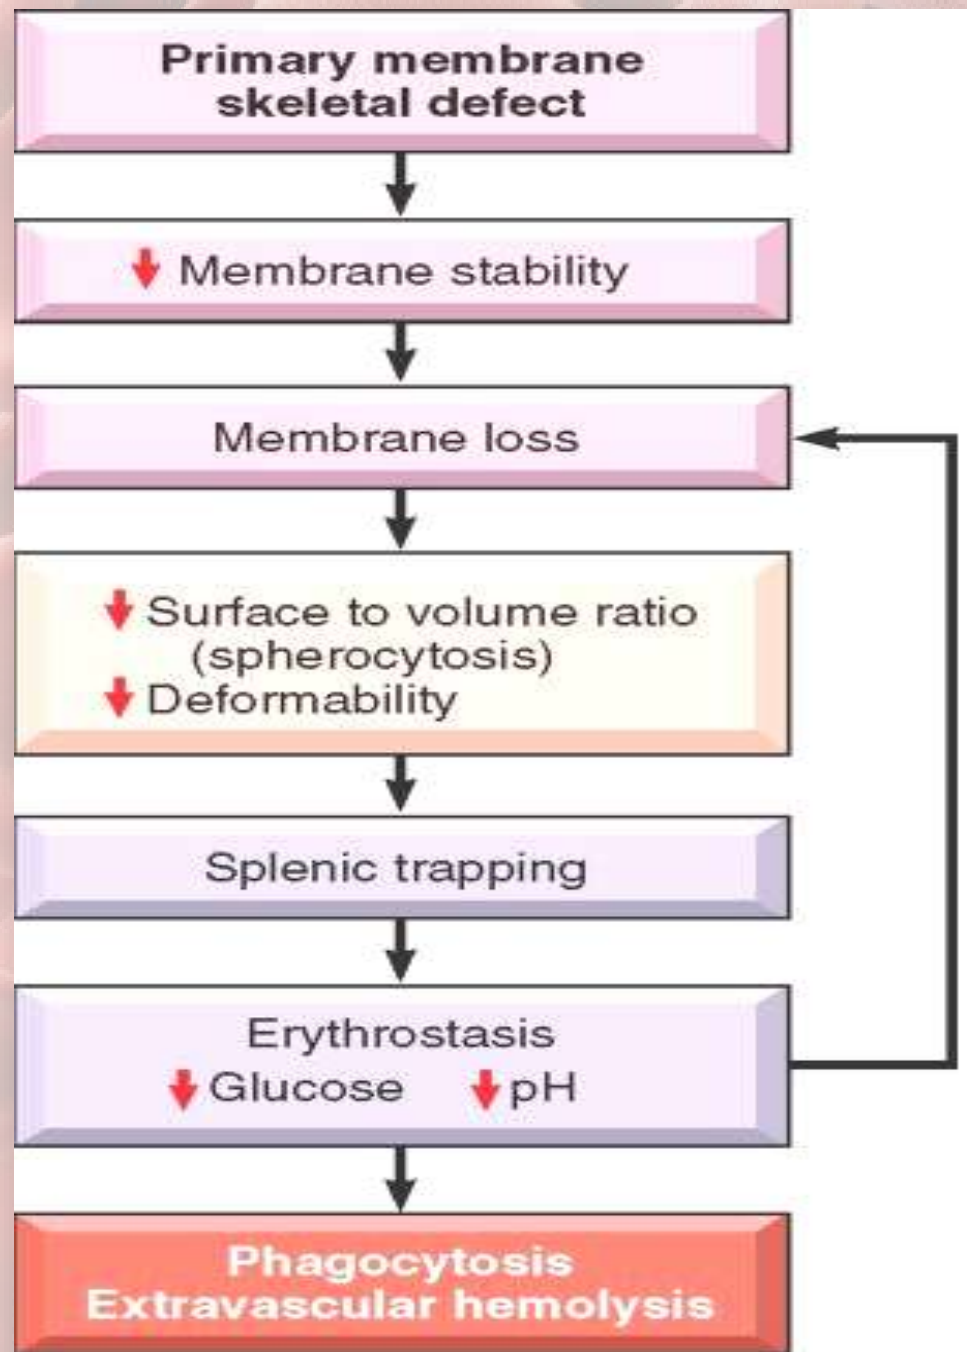 Primary membrane
skeletal defect
Membrane stability
Membrane loss
Surface to volume ratio
(spherocytosis)
Deformability
Splenic trapping
Erythrostasis
Glucose pH
Phagocytosis
Extravascular hemolysis